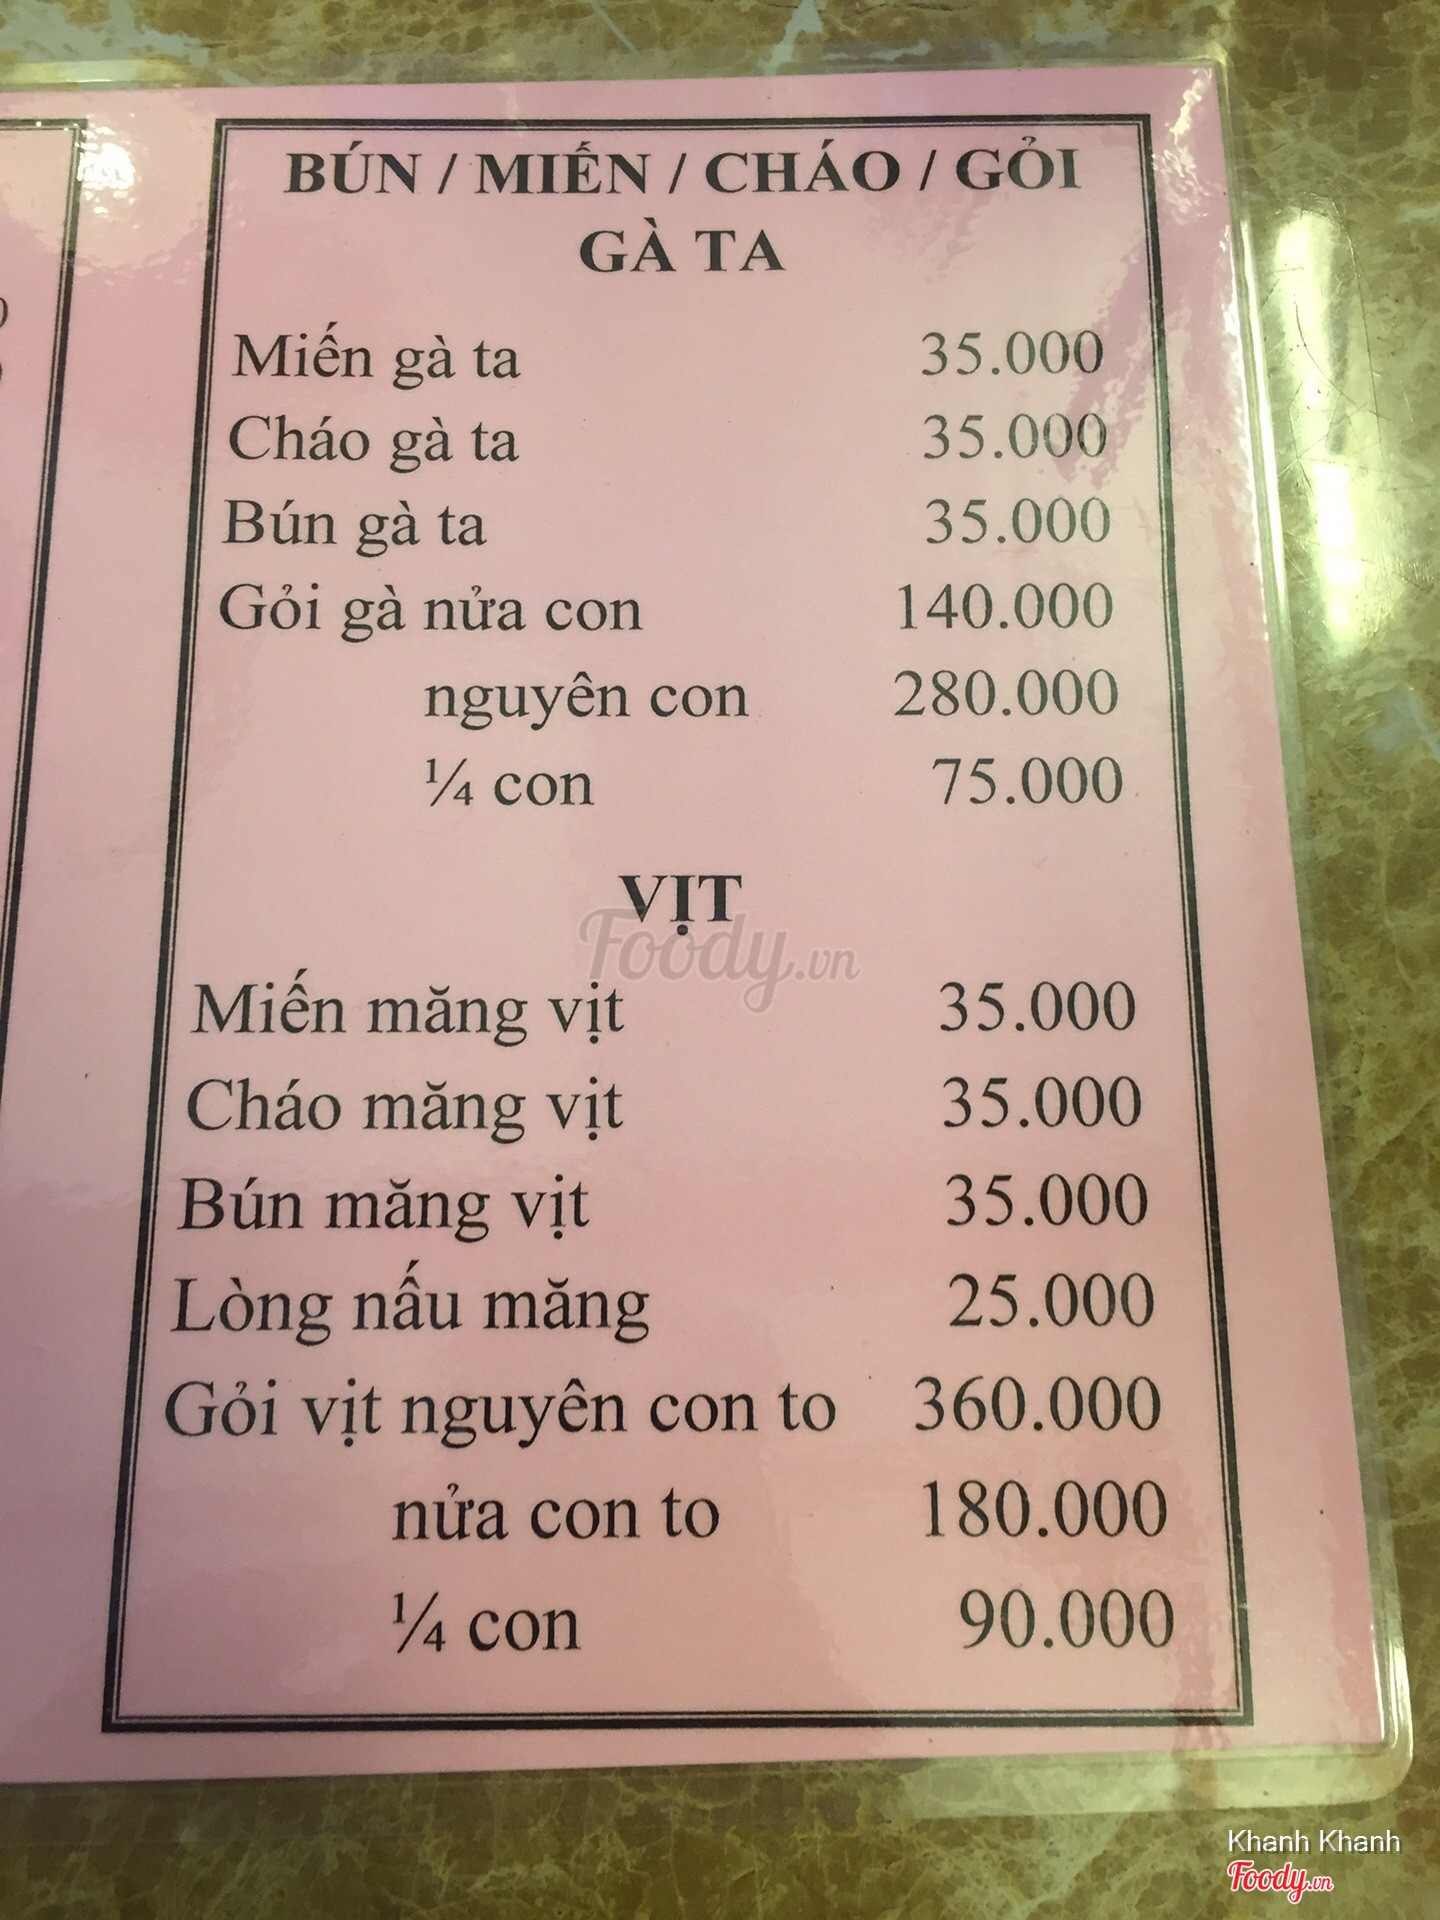 BÚN / MIẾN / CHÁO / GỎI
GÀ TA
Miến gà ta 35.000
Cháo gà ta 35.000
Bún gà ta 35.000
Gỏi gà nửa con 140.000
nguyên con 280.000
¼ con 75.000
VỊT
Foody.vn
Miến măng vịt 35.000
Cháo măng vịt 35.000
Bún măng vịt 35.000
Lòng nấu măng 25.000
Gỏi vịt nguyên con to 360.000
nửa con to 180.000
¼ con 90.000
Khanh Khanh
Foody.vn